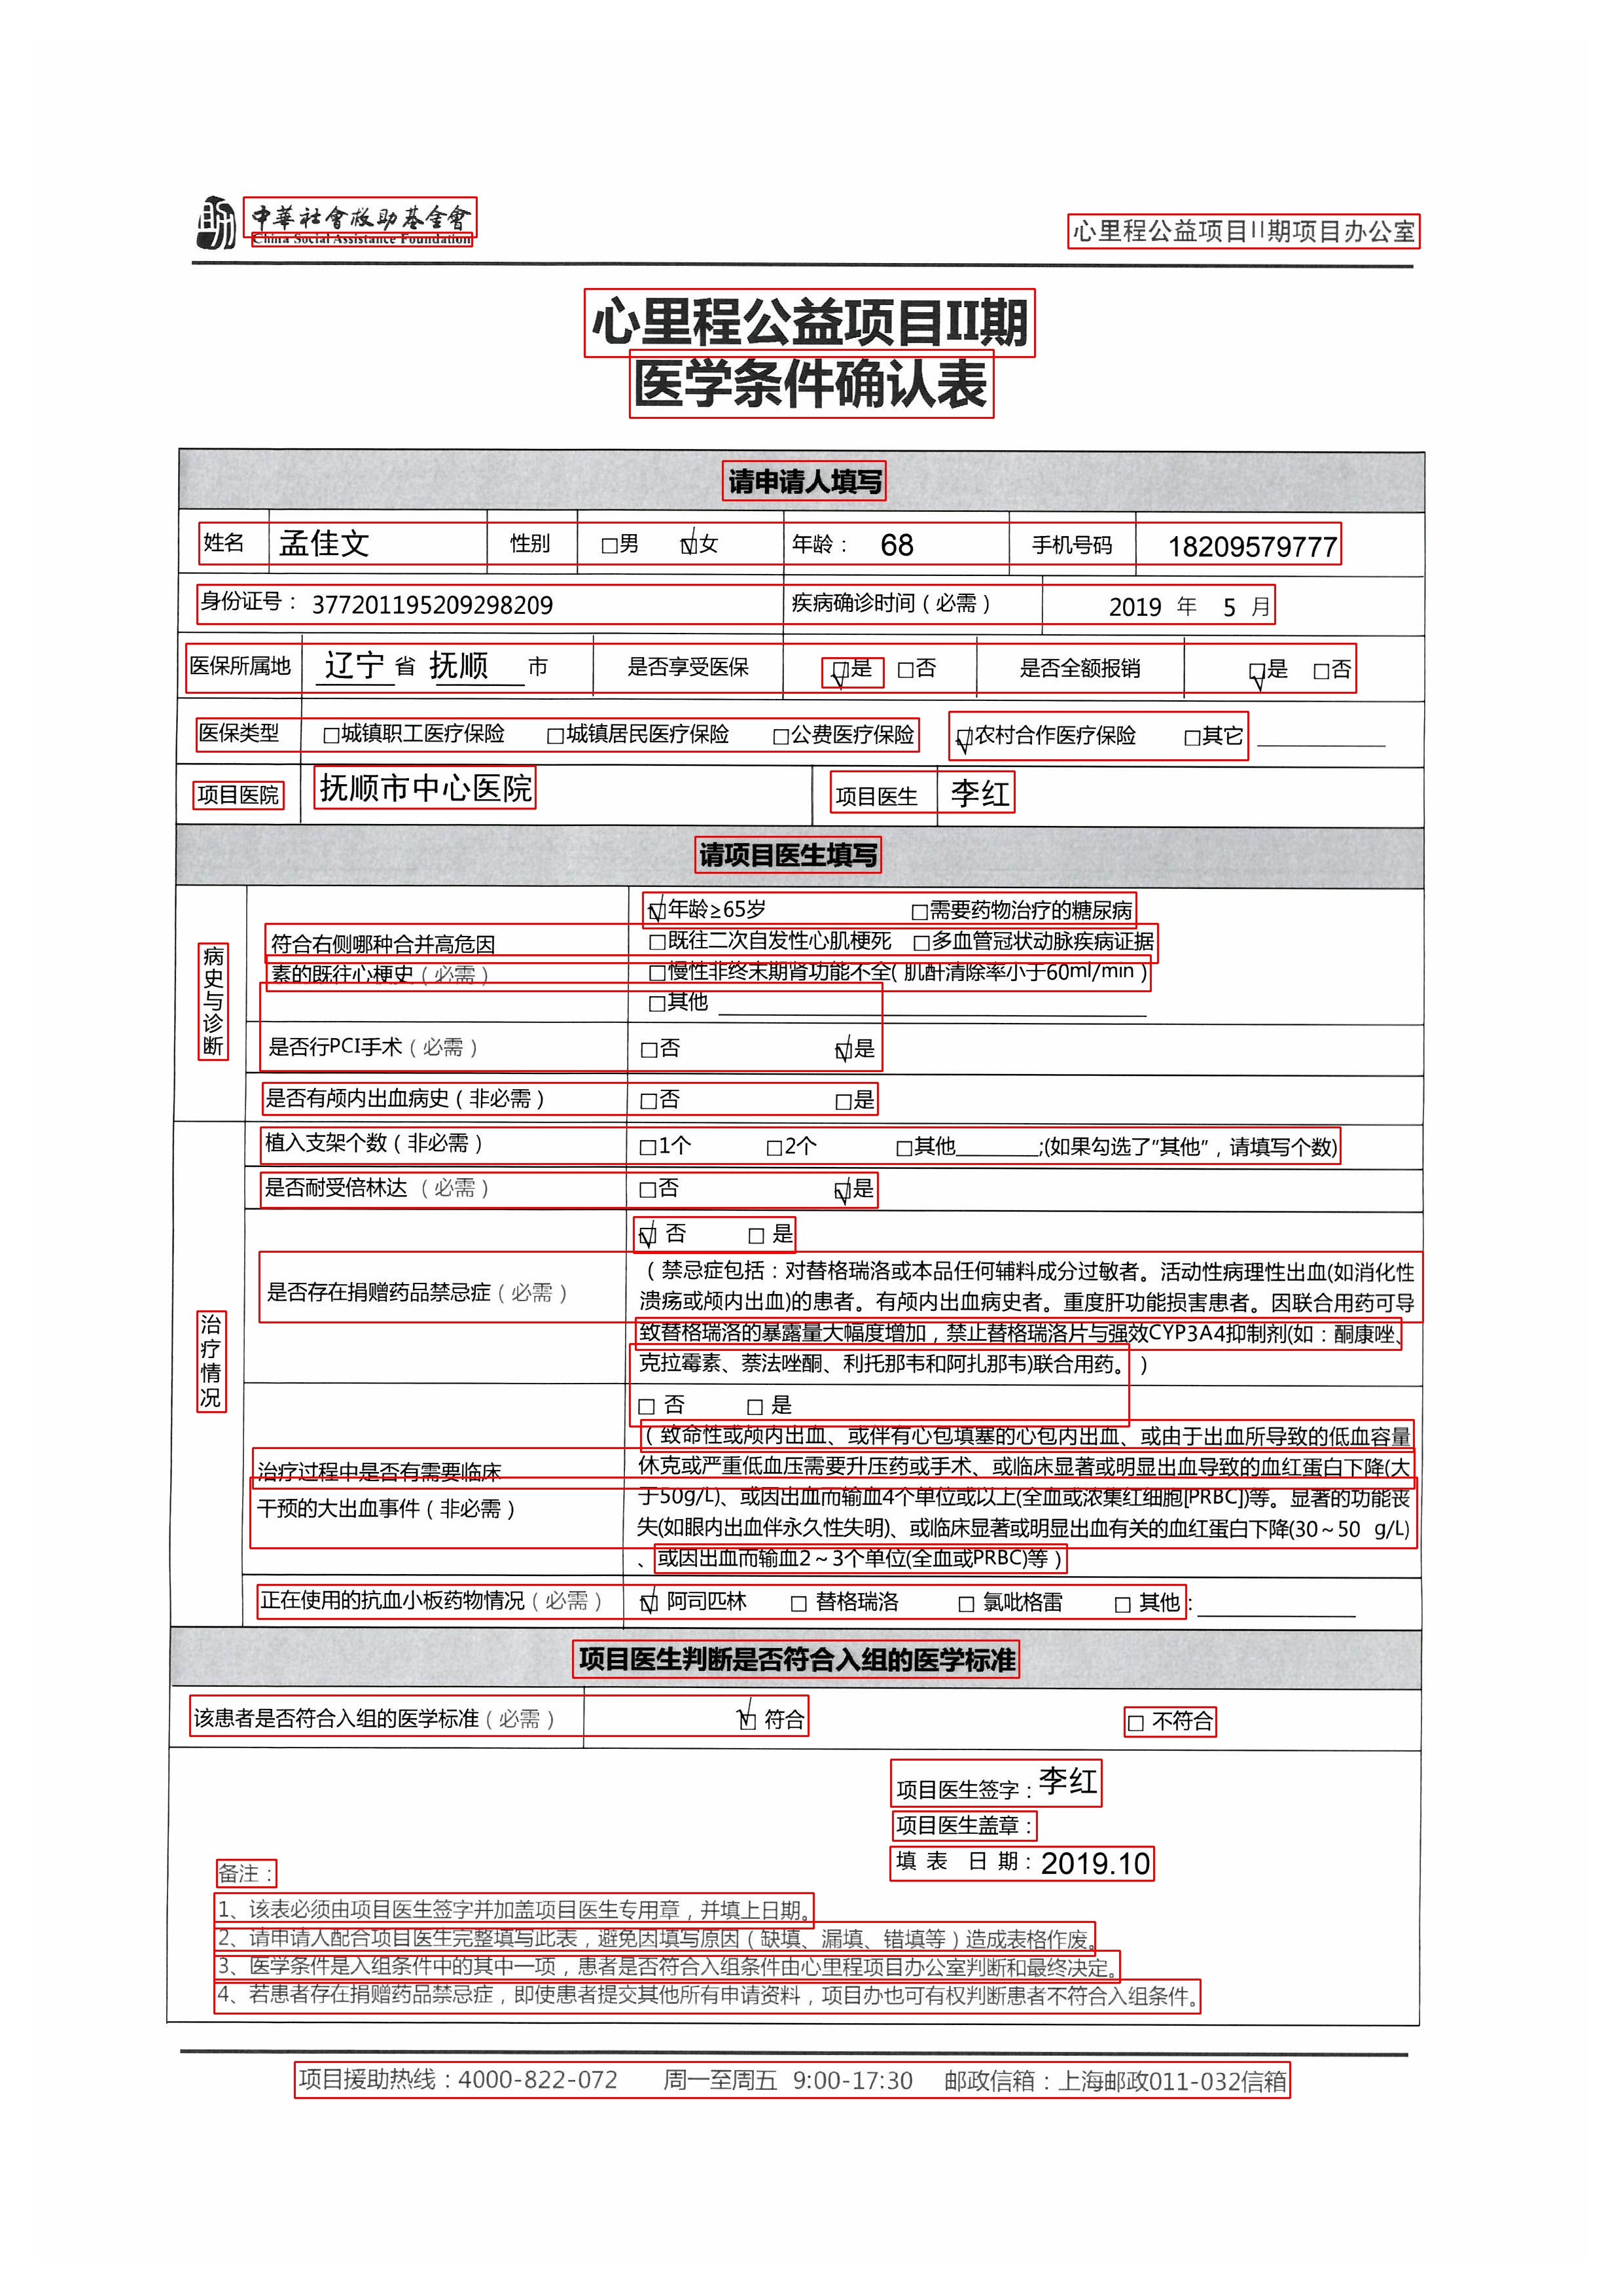 中華社會救助基金會
China Social Assistance Foundation
心里程公益项目II期项目办公室
心里程公益项目II期
医学条件确认表
请申请人填写
姓名 孟佳文 性别 □男 ☑女 年龄： 68 手机号码 18209579777
身份证号： 377201195209298209 疾病确诊时间（必需） 2019 年 5 月
医保所属地 辽宁 省 抚顺 市 是否享受医保 ☑是 □否 是否全额报销 ☑是 □否
医保类型 □城镇职工医疗保险 □城镇居民医疗保险 □公费医疗保险 ☑农村合作医疗保险 □其它
项目医院 抚顺市中心医院 项目医生 李红
请项目医生填写
病史与诊断
符合右侧哪种合并高危因
素的既往心梗史（必需）
☑年龄≥65岁 □需要药物治疗的糖尿病
□既往二次自发性心肌梗死 □多血管冠状动脉疾病证据
□慢性非终末期肾功能不全( 肌酐清除率小于60ml/min )
□其他
是否行PCI手术（必需） □否 ☑是
是否有颅内出血病史（非必需） □否 □是
治疗情况
植入支架个数（非必需） □1个 □2个 □其他________;(如果勾选了"其他"，请填写个数)
是否耐受倍林达 （必需） □否 ☑是
是否存在捐赠药品禁忌症（必需）
☑ 否 □ 是
（禁忌症包括：对替格瑞洛或本品任何辅料成分过敏者。活动性病理性出血(如消化性
溃疡或颅内出血)的患者。有颅内出血病史者。重度肝功能损害患者。因联合用药可导
致替格瑞洛的暴露量大幅度增加，禁止替格瑞洛片与强效CYP3A4抑制剂(如：酮康唑、
克拉霉素、萘法唑酮、利托那韦和阿扎那韦)联合用药。）
治疗过程中是否有需要临床
干预的大出血事件（非必需）
□ 否 □ 是
（致命性或颅内出血、或伴有心包填塞的心包内出血、或由于出血所导致的低血容量
休克或严重低血压需要升压药或手术、或临床显著或明显出血导致的血红蛋白下降(大
于50g/L)、或因出血而输血4个单位或以上(全血或浓集红细胞[PRBC])等。显著的功能丧
失(如眼内出血伴永久性失明)、或临床显著或明显出血有关的血红蛋白下降(30～50 g/L)
、或因出血而输血2～3个单位(全血或PRBC)等）
正在使用的抗血小板药物情况（必需） ☑ 阿司匹林 □ 替格瑞洛 □ 氯吡格雷 □ 其他：
项目医生判断是否符合入组的医学标准
该患者是否符合入组的医学标准（必需） ☑ 符合 □ 不符合
项目医生签字：李红
项目医生盖章：
填 表 日 期：2019.10
备注：
1、该表必须由项目医生签字并加盖项目医生专用章，并填上日期。
2、请申请人配合项目医生完整填写此表，避免因填写原因（缺填、漏填、错填等）造成表格作废。
3、医学条件是入组条件中的其中一项，患者是否符合入组条件由心里程项目办公室判断和最终决定。
4、若患者存在捐赠药品禁忌症，即使患者提交其他所有申请资料，项目办也可有权判断患者不符合入组条件。
项目援助热线：4000-822-072 周一至周五 9:00-17:30 邮政信箱：上海邮政011-032信箱